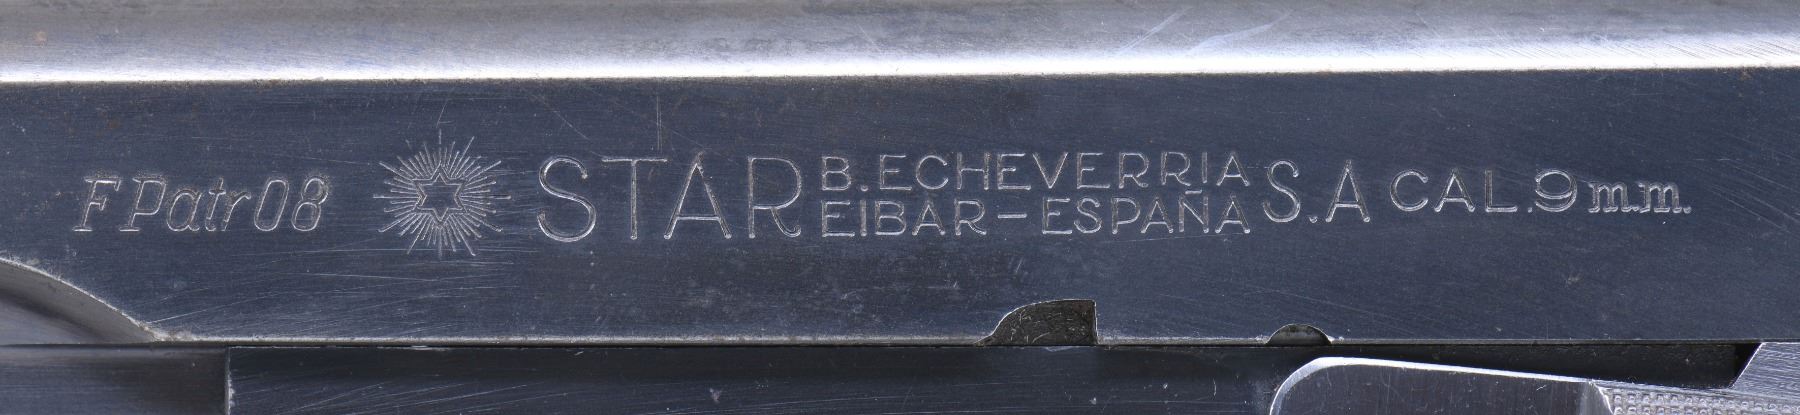 F Patr 08 STAR B. ECHEVERRIA S.A CAL. 9 m.m.
EIBAR-ESPAÑA